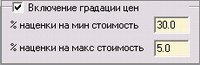 Включение градации цен
% наценки на мин стоимость 30.0
% наценки на макс стоимость 5.0